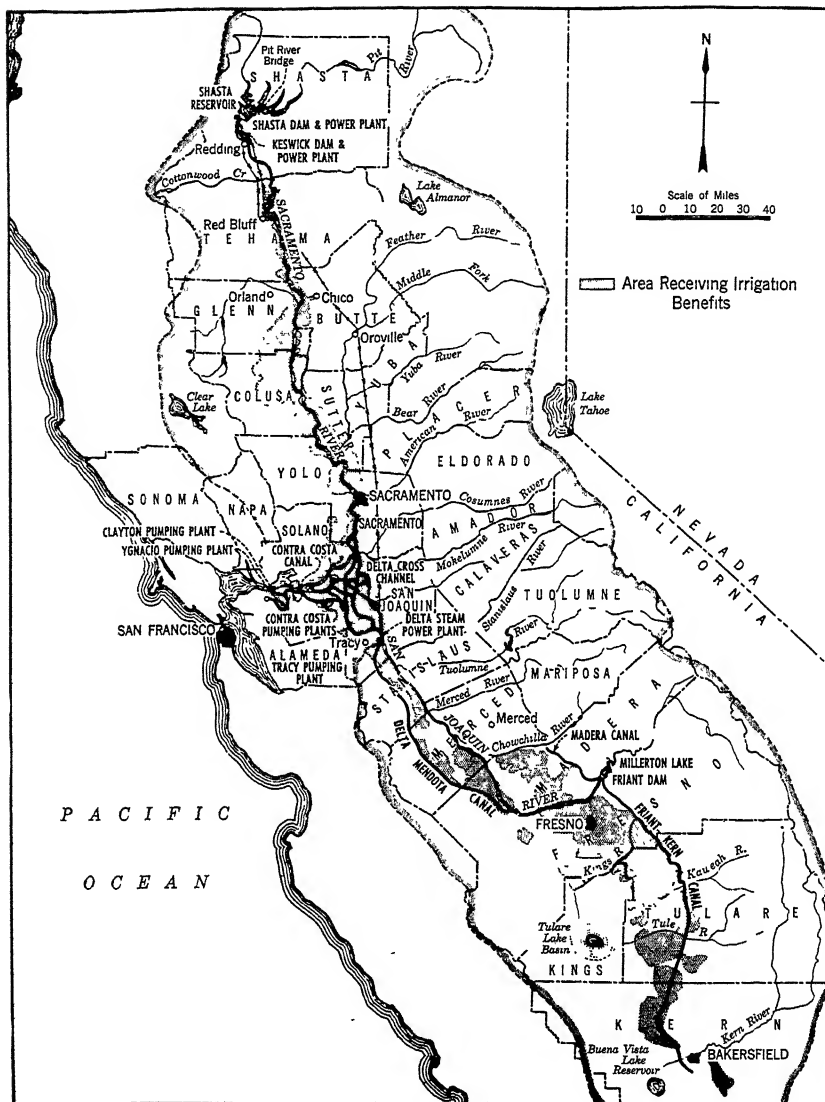 Pit River
Bridge
Pit
River
SHASTA
SHASTA
RESERVOIR
SHASTA DAM & POWER PLANT
KESWICK DAM &
POWER PLANT
Redding
Cottonwood Cr
Lake
Almanor
Red Bluff
SACRAMENTO
TEHAMA
Feather River
Middle Fork
Orland
Chico
GLENN
BUTTE
Oroville
YUBA
Yuba River
Clear
Lake
COLUSA
SUTTER
Bear River
PLACER
American River
RIVER
Lake
Tahoe
YOLO
ELDORADO
SONOMA
NAPA
SACRAMENTO
Cosumnes River
SOLANO
SACRAMENTO
AMADOR
NEVADA
CALIFORNIA
CLAYTON PUMPING PLANT
YGNACIO PUMPING PLANT
CONTRA COSTA
CANAL
Mokelumne River
CALAVERAS
DELTA CROSS
CHANNEL
SAN
JOAQUIN
Stanislaus River
TUOLUMNE
CONTRA COSTA
PUMPING PLANTS
DELTA STEAM
POWER PLANT
SAN FRANCISCO
Tracy
ALAMEDA
TRACY PUMPING
PLANT
STANISLAUS
Tuolumne River
SAN
JOAQUIN
RIVER
Merced River
MARIPOSA
MERCED
Merced
Chowchilla River
MADERA
MADERA CANAL
DELTA
MENDOTA
CANAL
MILLERTON LAKE
FRIANT DAM
FRESNO
FRESNO
FRIANT-KERN
CANAL
Kings R
Kaueah R.
TULARE
Tule R
Tulare
Lake
Basin
KINGS
KERN
Kern River
Buena Vista
Lake
Reservoir
BAKERSFIELD
PACIFIC
OCEAN
N
Scale of Miles
10 0 10 20 30 40
Area Receiving Irrigation
Benefits